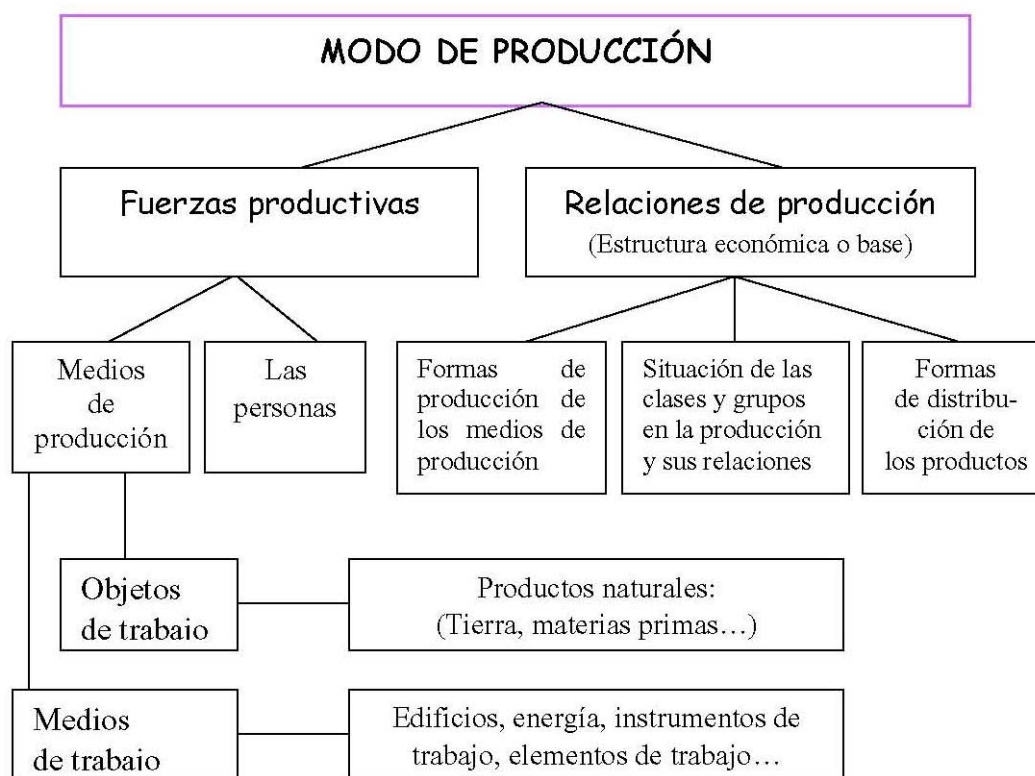 MODO DE PRODUCCIÓN
Fuerzas productivas
Relaciones de producción
(Estructura económica o base)
Medios
de
producción
Las
personas
Formas de
producción de
los medios de
producción
Situación de las
clases y grupos
en la producción
y sus relaciones
Formas
de distribu-
ción de
los productos
Objetos
de trabajo
Productos naturales:
(Tierra, materias primas…)
Medios
de trabajo
Edificios, energía, instrumentos de
trabajo, elementos de trabajo…